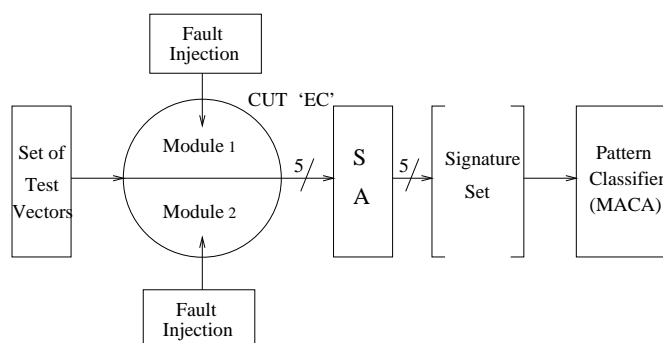 Fault
Injection
CUT 'EC'
Set of
Test
Vectors
Module 1
Module 2
5
S
A
5
Signature
Set
Pattern
Classifier
(MACA)
Fault
Injection